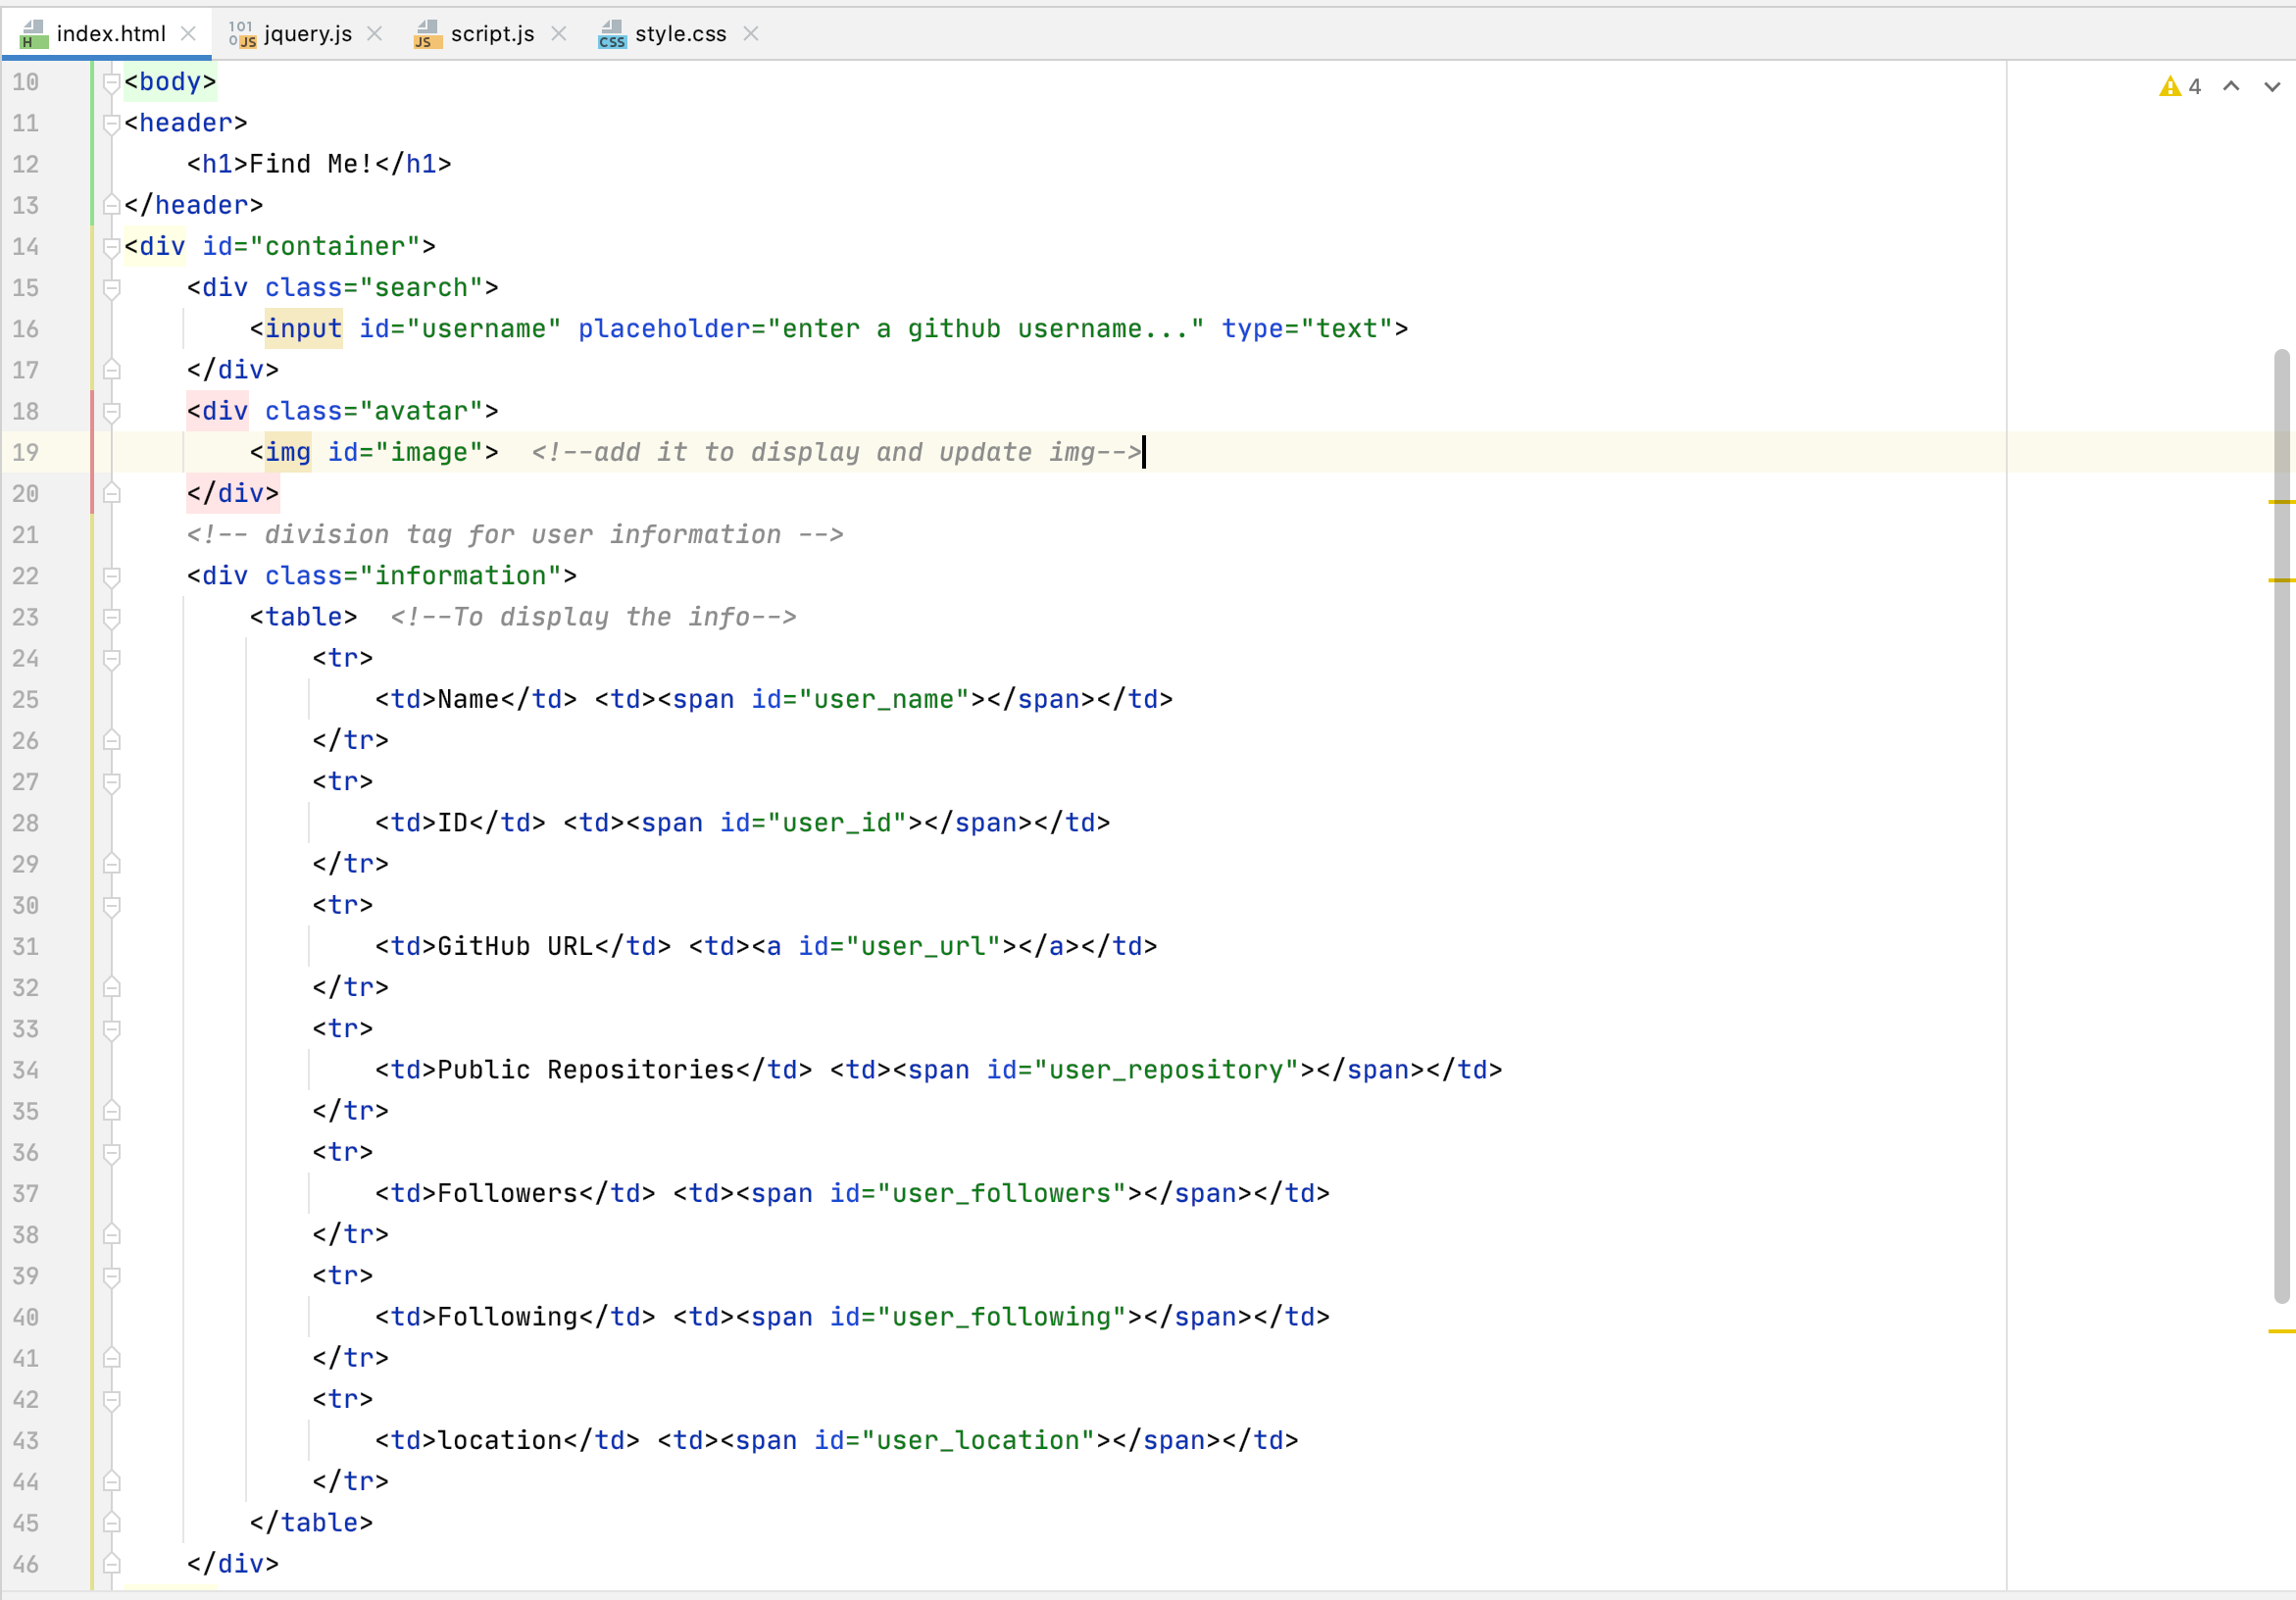 index.html jquery.js script.js style.css
10 <body>
11 <header>
12     <h1>Find Me!</h1>
13 </header>
14 <div id="container">
15     <div class="search">
16         <input id="username" placeholder="enter a github username..." type="text">
17     </div>
18     <div class="avatar">
19         <img id="image">  <!--add it to display and update img-->
20     </div>
21     <!-- division tag for user information -->
22     <div class="information">
23         <table>  <!--To display the info-->
24             <tr>
25                 <td>Name</td> <td><span id="user_name"></span></td>
26             </tr>
27             <tr>
28                 <td>ID</td> <td><span id="user_id"></span></td>
29             </tr>
30             <tr>
31                 <td>GitHub URL</td> <td><a id="user_url"></a></td>
32             </tr>
33             <tr>
34                 <td>Public Repositories</td> <td><span id="user_repository"></span></td>
35             </tr>
36             <tr>
37                 <td>Followers</td> <td><span id="user_followers"></span></td>
38             </tr>
39             <tr>
40                 <td>Following</td> <td><span id="user_following"></span></td>
41             </tr>
42             <tr>
43                 <td>location</td> <td><span id="user_location"></span></td>
44             </tr>
45         </table>
46     </div>
4